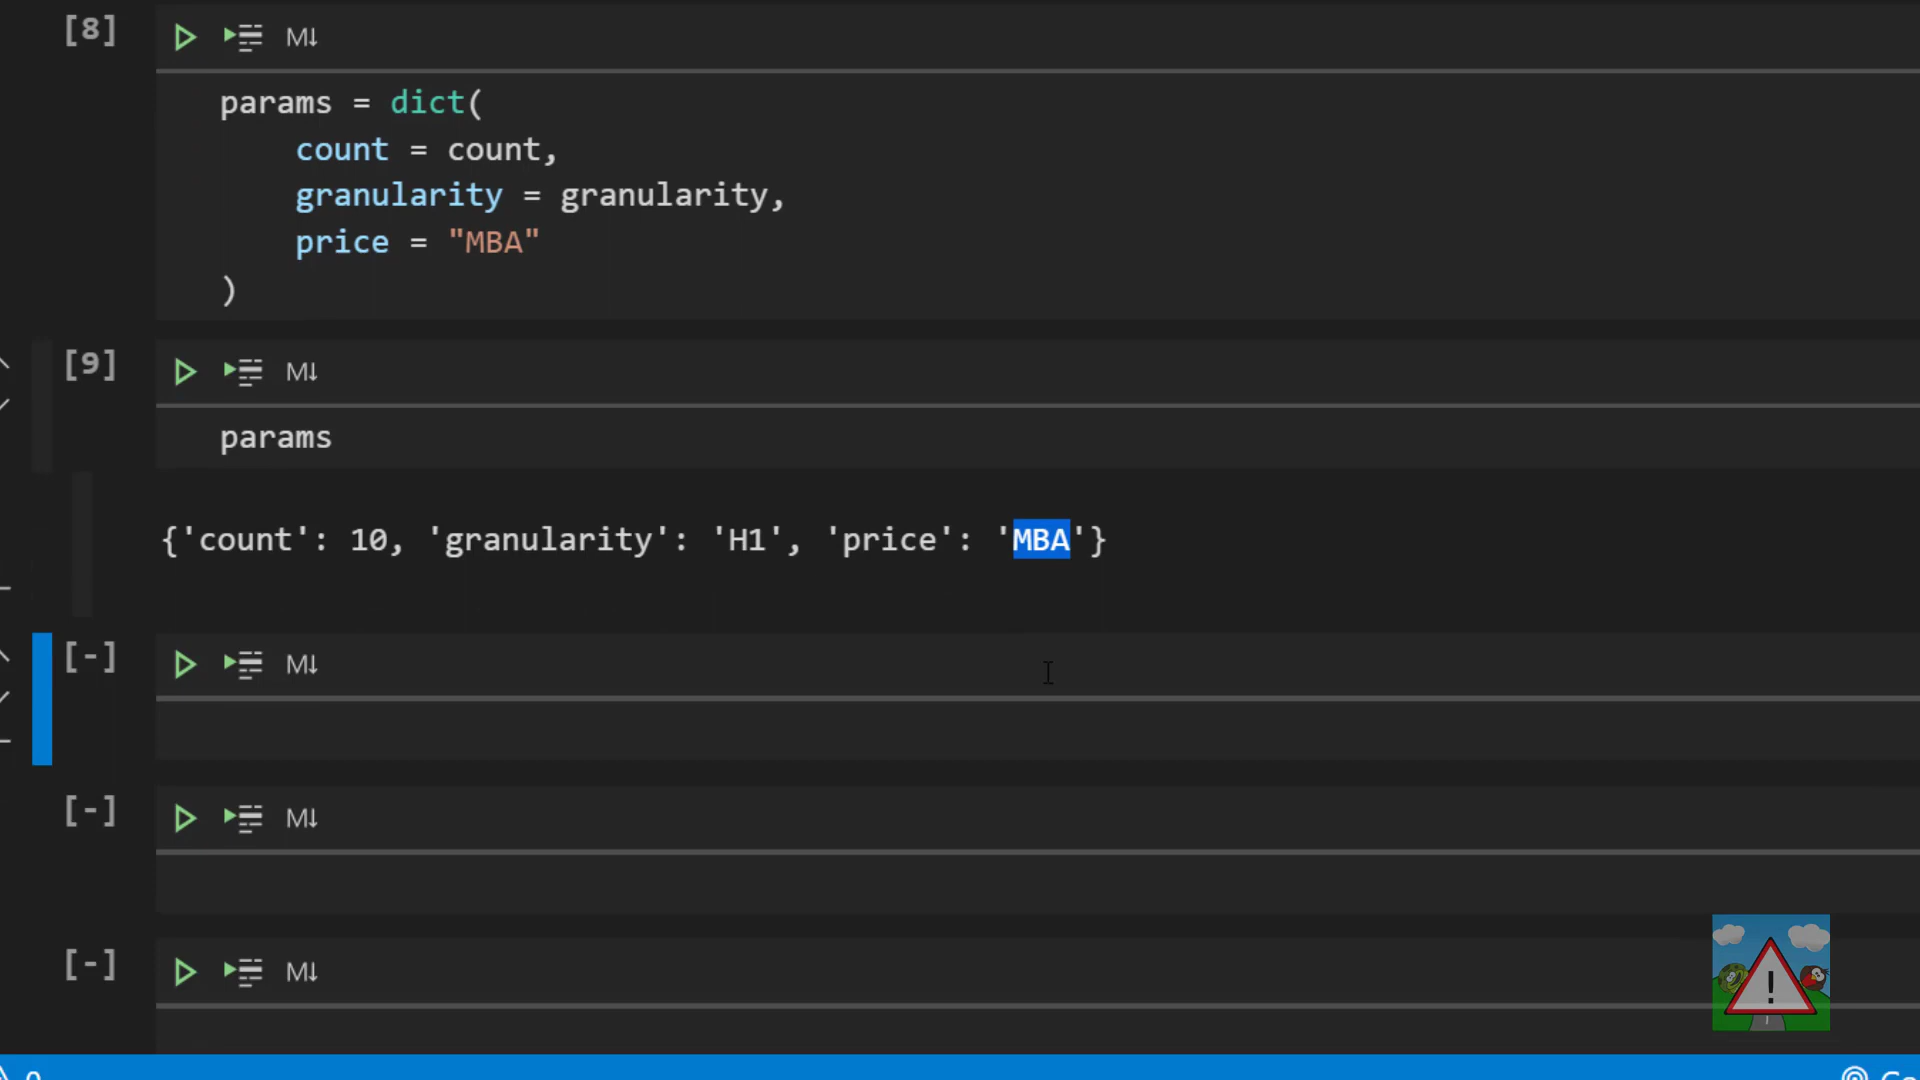 [8] M↓
params = dict(
count = count,
granularity = granularity,
price = "MBA"
)
[9] M↓
params
{'count': 10, 'granularity': 'H1', 'price': 'MBA'}
[-] M↓
[-] M↓
[-] M↓
!